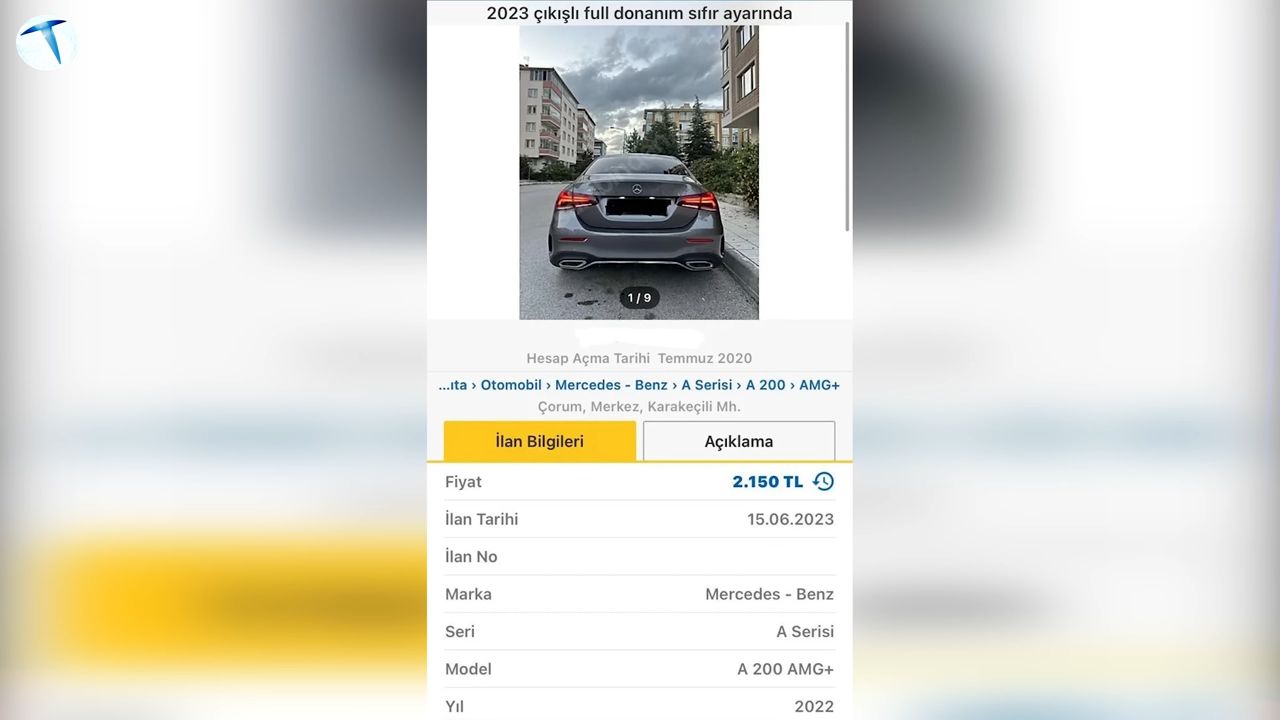 2023 çıkışlı full donanım sıfır ayarında
1 / 9
Hesap Açma Tarihi Temmuz 2020
...ıta › Otomobil › Mercedes - Benz › A Serisi › A 200 › AMG+
Çorum, Merkez, Karakeçili Mh.
İlan Bilgileri
Açıklama
Fiyat 2.150 TL
İlan Tarihi 15.06.2023
İlan No
Marka Mercedes - Benz
Seri A Serisi
Model A 200 AMG+
Yıl 2022